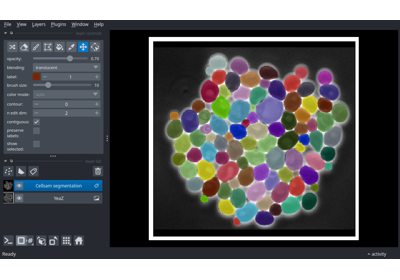 File View Layers Plugins Window Help
opacity: 0.70
blending: translucent
label: 1
brush size: 10
color mode:
contour: 0
n edit dim: 2
contiguous:
preserve
labels:
show
selected:
Cellsam segmentation
YeaZ
Ready
activity